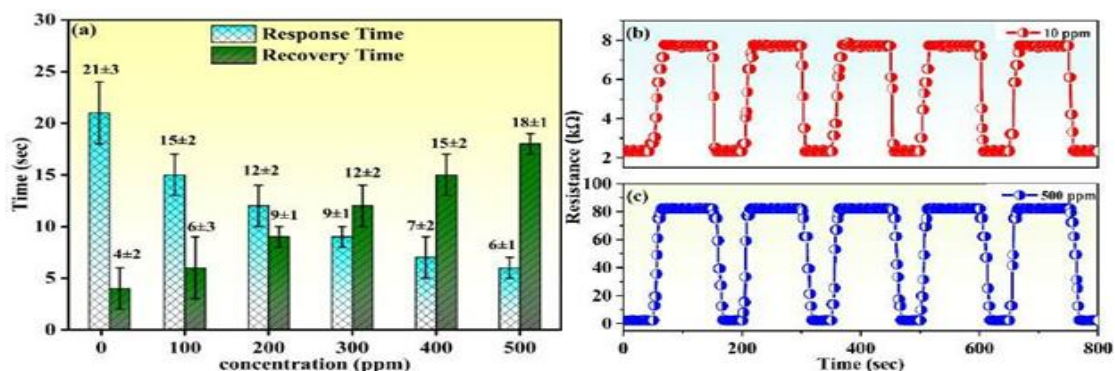 (a)
Response Time
Recovery Time
30
25
20
15
10
5
0
Time (sec)
21±3
4±2
15±2
6±3
12±2
9±1
9±1
12±2
7±2
15±2
6±1
18±1
0 100 200 300 400 500
concentration (ppm)
(b)
10 ppm
8
6
4
2
Resistance (kΩ)
(c)
500 ppm
100
80
60
40
20
0
0 200 400 600 800
Time (sec)